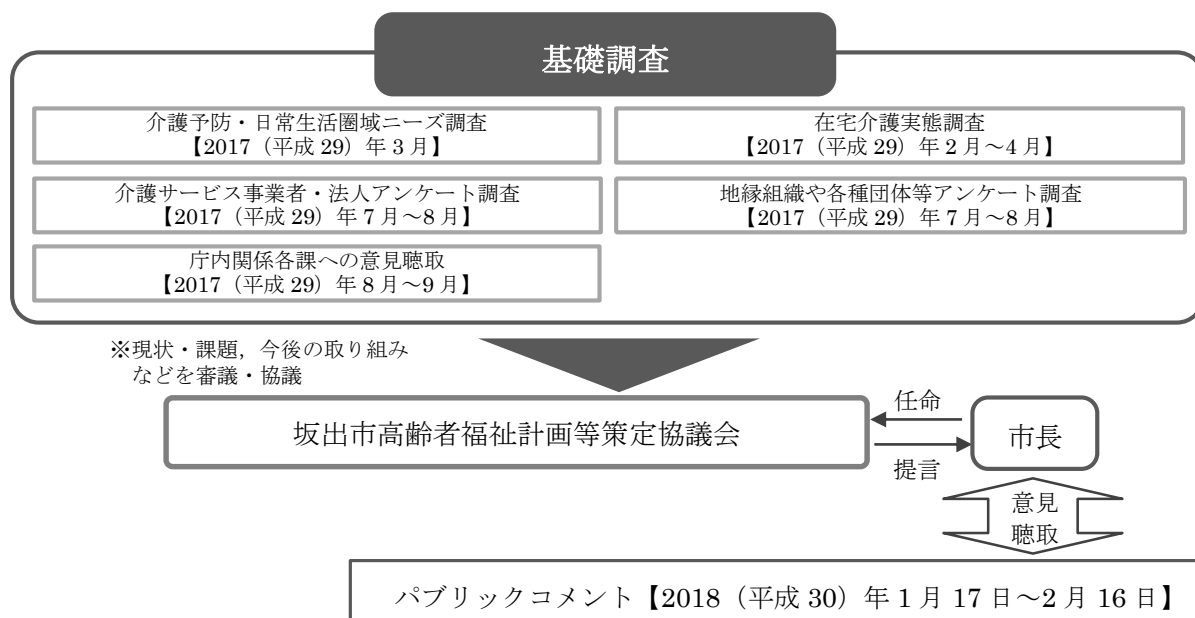 基礎調査
介護予防・日常生活圏域ニーズ調査
【2017（平成 29）年 3 月】
在宅介護実態調査
【2017（平成 29）年 2 月～4 月】
介護サービス事業者・法人アンケート調査
【2017（平成 29）年 7 月～8 月】
地縁組織や各種団体等アンケート調査
【2017（平成 29）年 7 月～8 月】
庁内関係各課への意見聴取
【2017（平成 29）年 8 月～9 月】
※現状・課題，今後の取り組み
などを審議・協議
坂出市高齢者福祉計画等策定協議会
任命
提言
市長
意見
聴取
パブリックコメント【2018（平成 30）年 1 月 17 日～2 月 16 日】